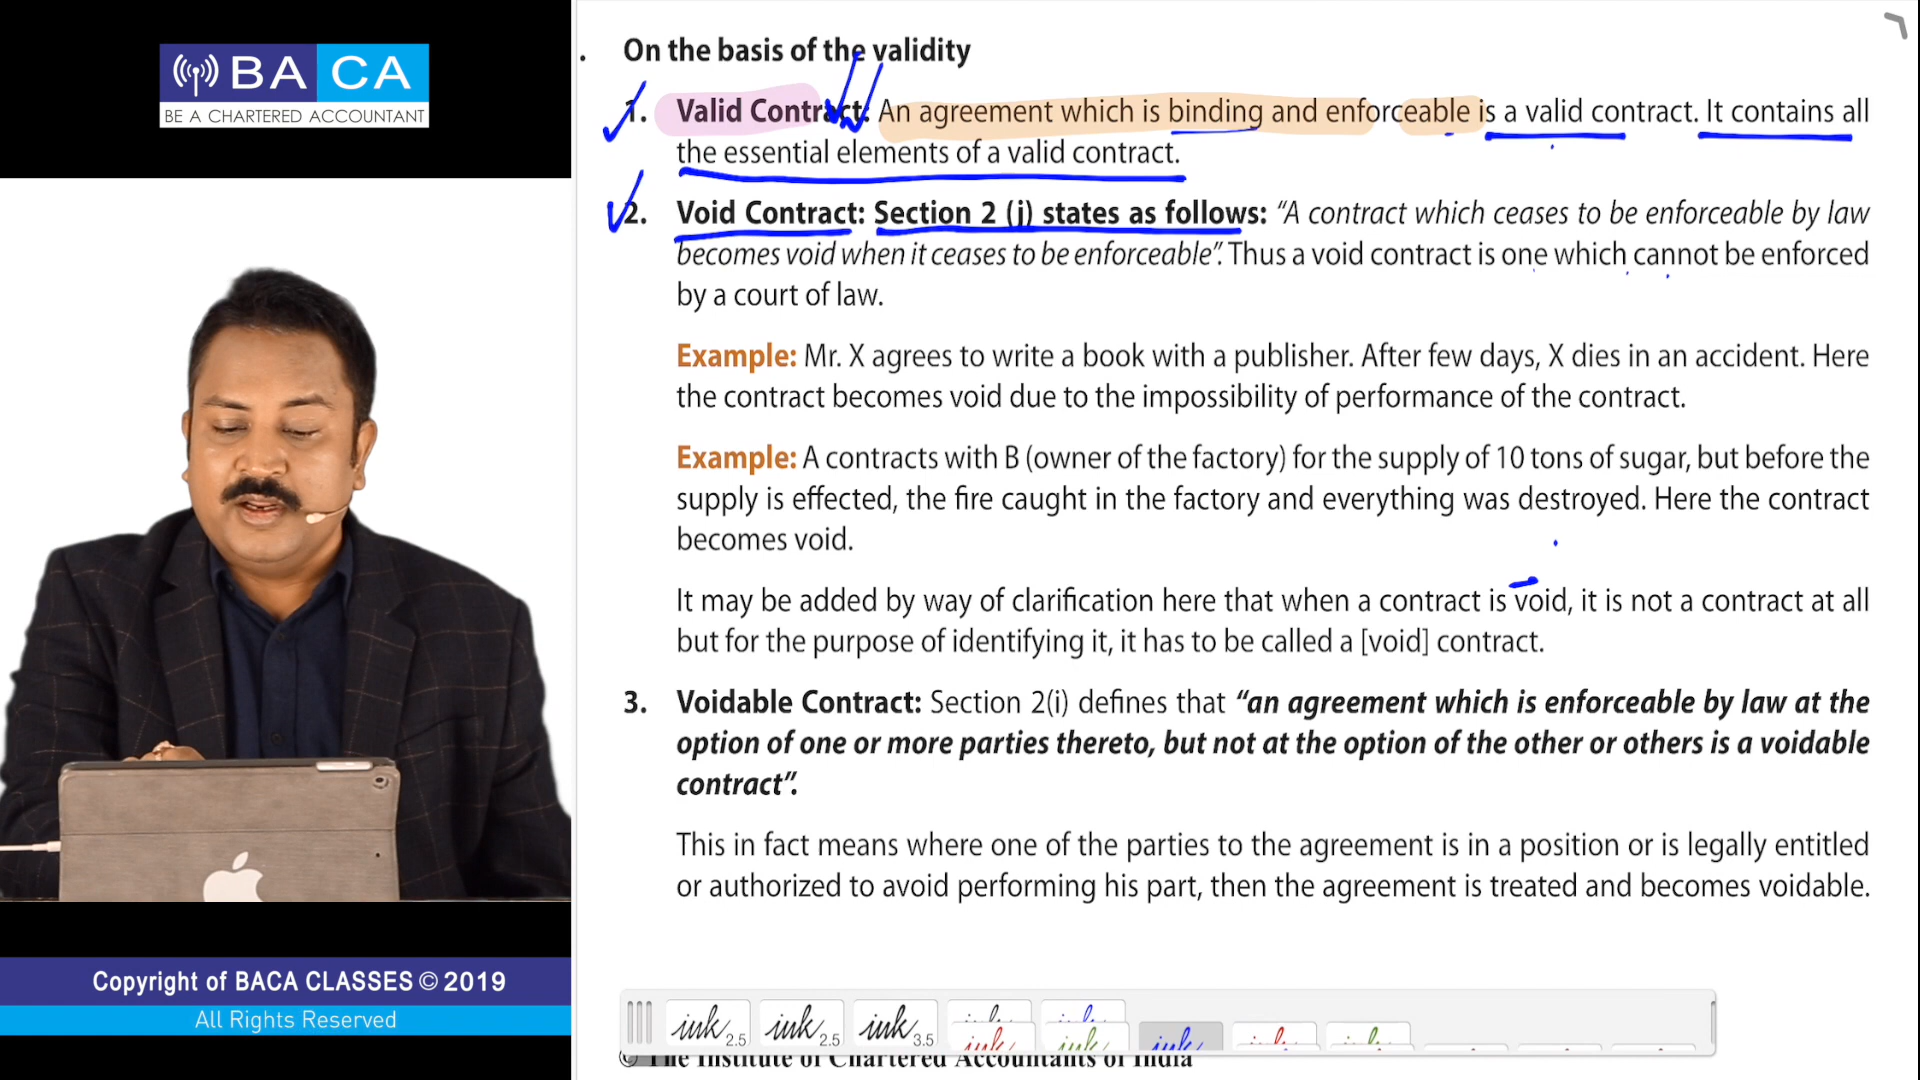 BACA
BE A CHARTERED ACCOUNTANT
. On the basis of the validity
1. Valid Contract: An agreement which is binding and enforceable is a valid contract. It contains all
the essential elements of a valid contract.
2. Void Contract: Section 2 (j) states as follows: “A contract which ceases to be enforceable by law
becomes void when it ceases to be enforceable”. Thus a void contract is one which cannot be enforced
by a court of law.
Example: Mr. X agrees to write a book with a publisher. After few days, X dies in an accident. Here
the contract becomes void due to the impossibility of performance of the contract.
Example: A contracts with B (owner of the factory) for the supply of 10 tons of sugar, but before the
supply is effected, the fire caught in the factory and everything was destroyed. Here the contract
becomes void.
It may be added by way of clarification here that when a contract is void, it is not a contract at all
but for the purpose of identifying it, it has to be called a [void] contract.
3. Voidable Contract: Section 2(i) defines that “an agreement which is enforceable by law at the
option of one or more parties thereto, but not at the option of the other or others is a voidable
contract”.
This in fact means where one of the parties to the agreement is in a position or is legally entitled
or authorized to avoid performing his part, then the agreement is treated and becomes voidable.
Copyright of BACA CLASSES © 2019
All Rights Reserved
ink 2.5 ink 2.5 ink 3.5 ink
© The Institute of Chartered Accountants of India